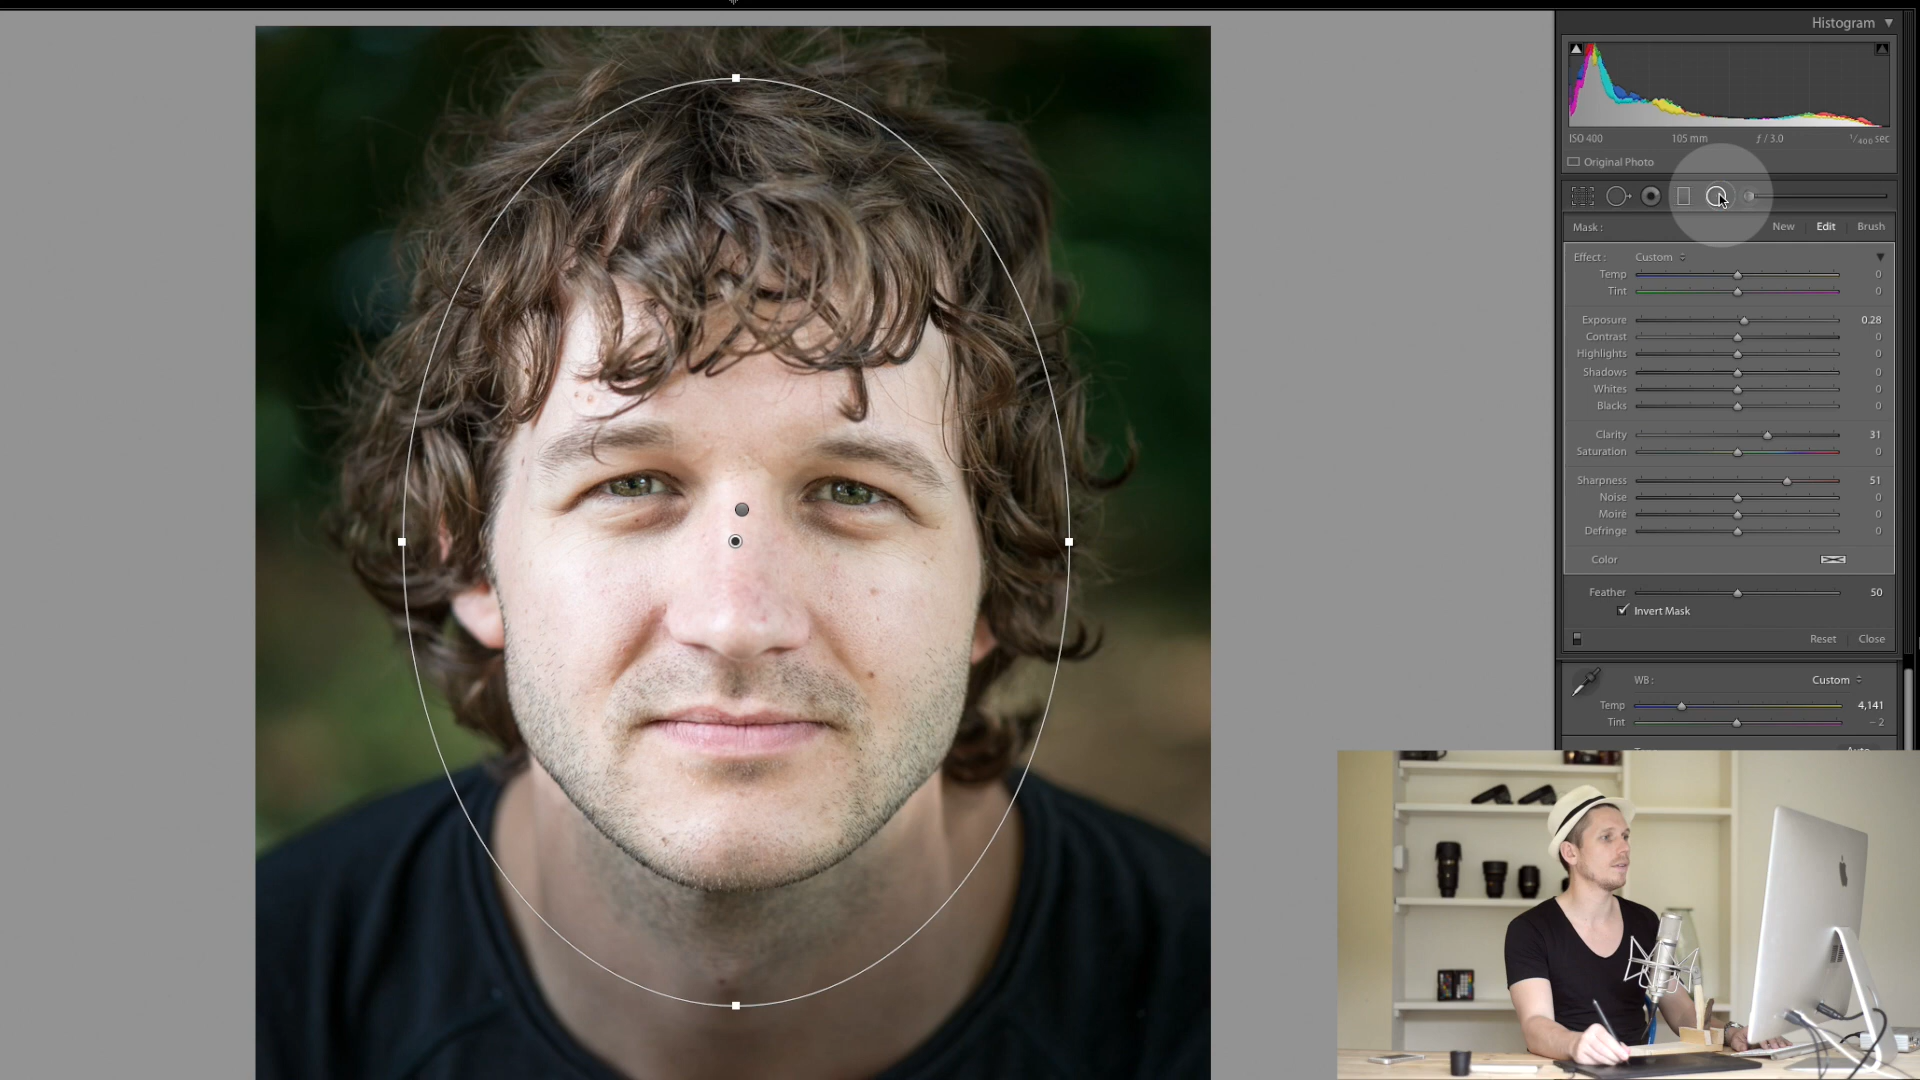 Histogram
ISO 400 105 mm ƒ / 3.0 1/400 sec
Original Photo
Mask : New Edit Brush
Effect : Custom
Temp 0
Tint 0
Exposure 0.28
Contrast 0
Highlights 0
Shadows 0
Whites 0
Blacks 0
Clarity 31
Saturation 0
Sharpness 51
Noise 0
Moiré 0
Defringe 0
Color
Feather 50
Invert Mask
Reset Close
WB : Custom
Temp 4,141
Tint – 2